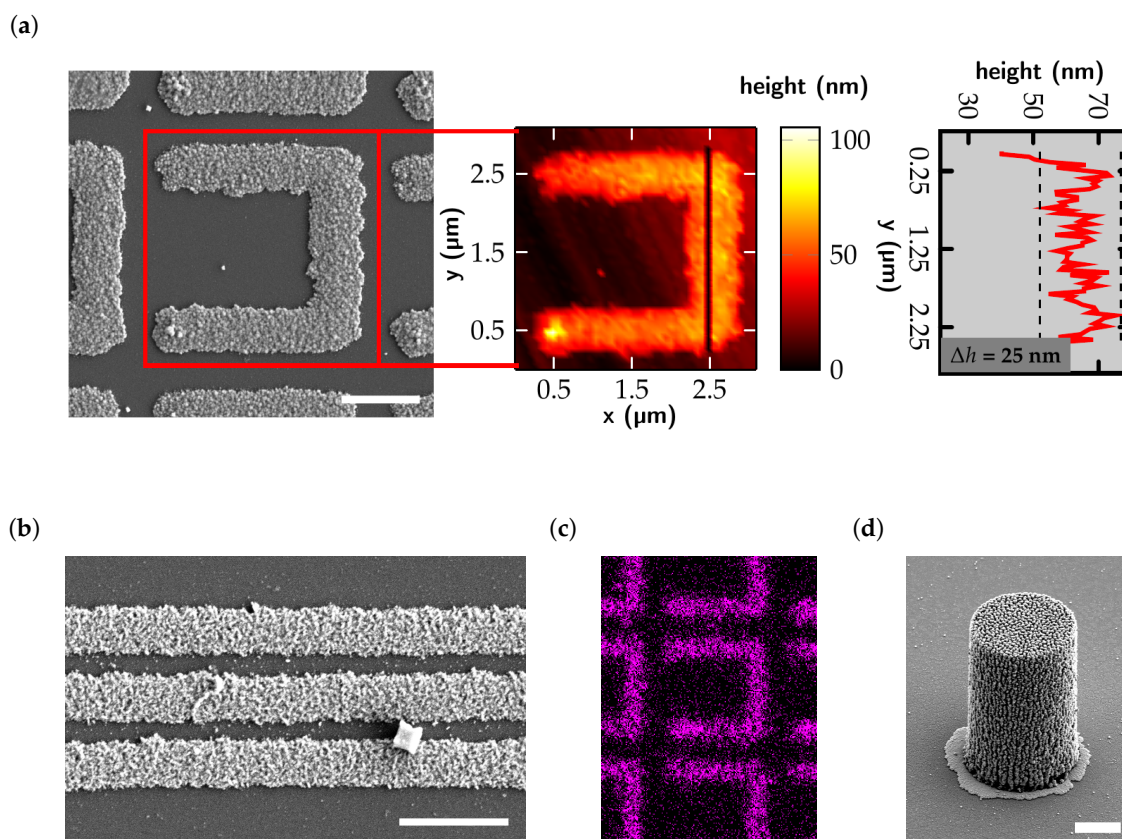 (a)
height (nm)
100
50
0
y (µm)
2.5
1.5
0.5
0.5 1.5 2.5
x (µm)
height (nm)
30 50 70
0.25
1.25
2.25
y (µm)
Δh = 25 nm
(b)
(c)
(d)